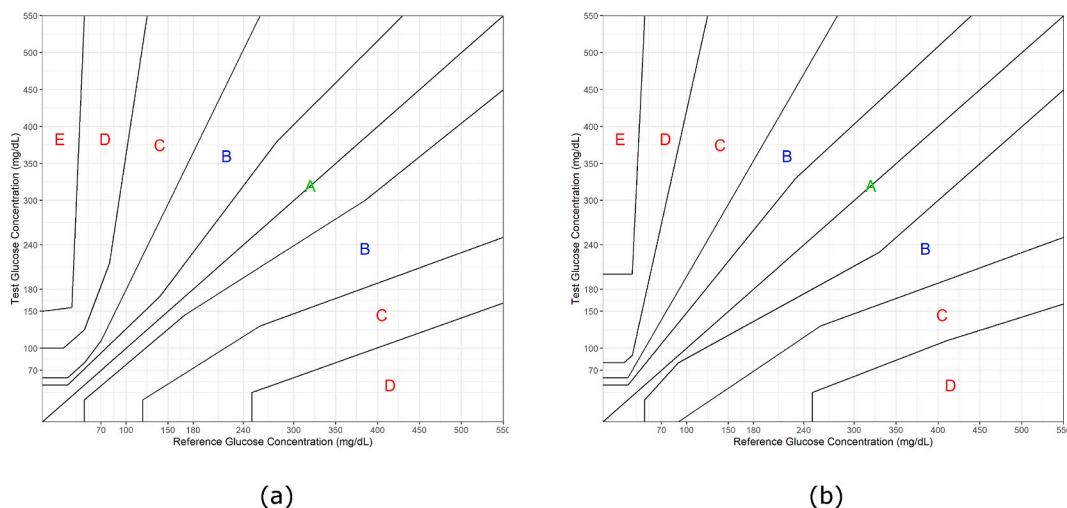 550
500
450
400
350
300
240
180
150
100
70
E
D
C
B
A
B
C
D
Test Glucose Concentration (mg/dL)
70 100 150 180 240 300 350 400 450 500 550
Reference Glucose Concentration (mg/dL)
(a)
550
500
450
400
350
300
240
180
150
100
70
E
D
C
B
A
B
C
D
Test Glucose Concentration (mg/dL)
70 100 150 180 240 300 350 400 450 500 550
Reference Glucose Concentration (mg/dL)
(b)